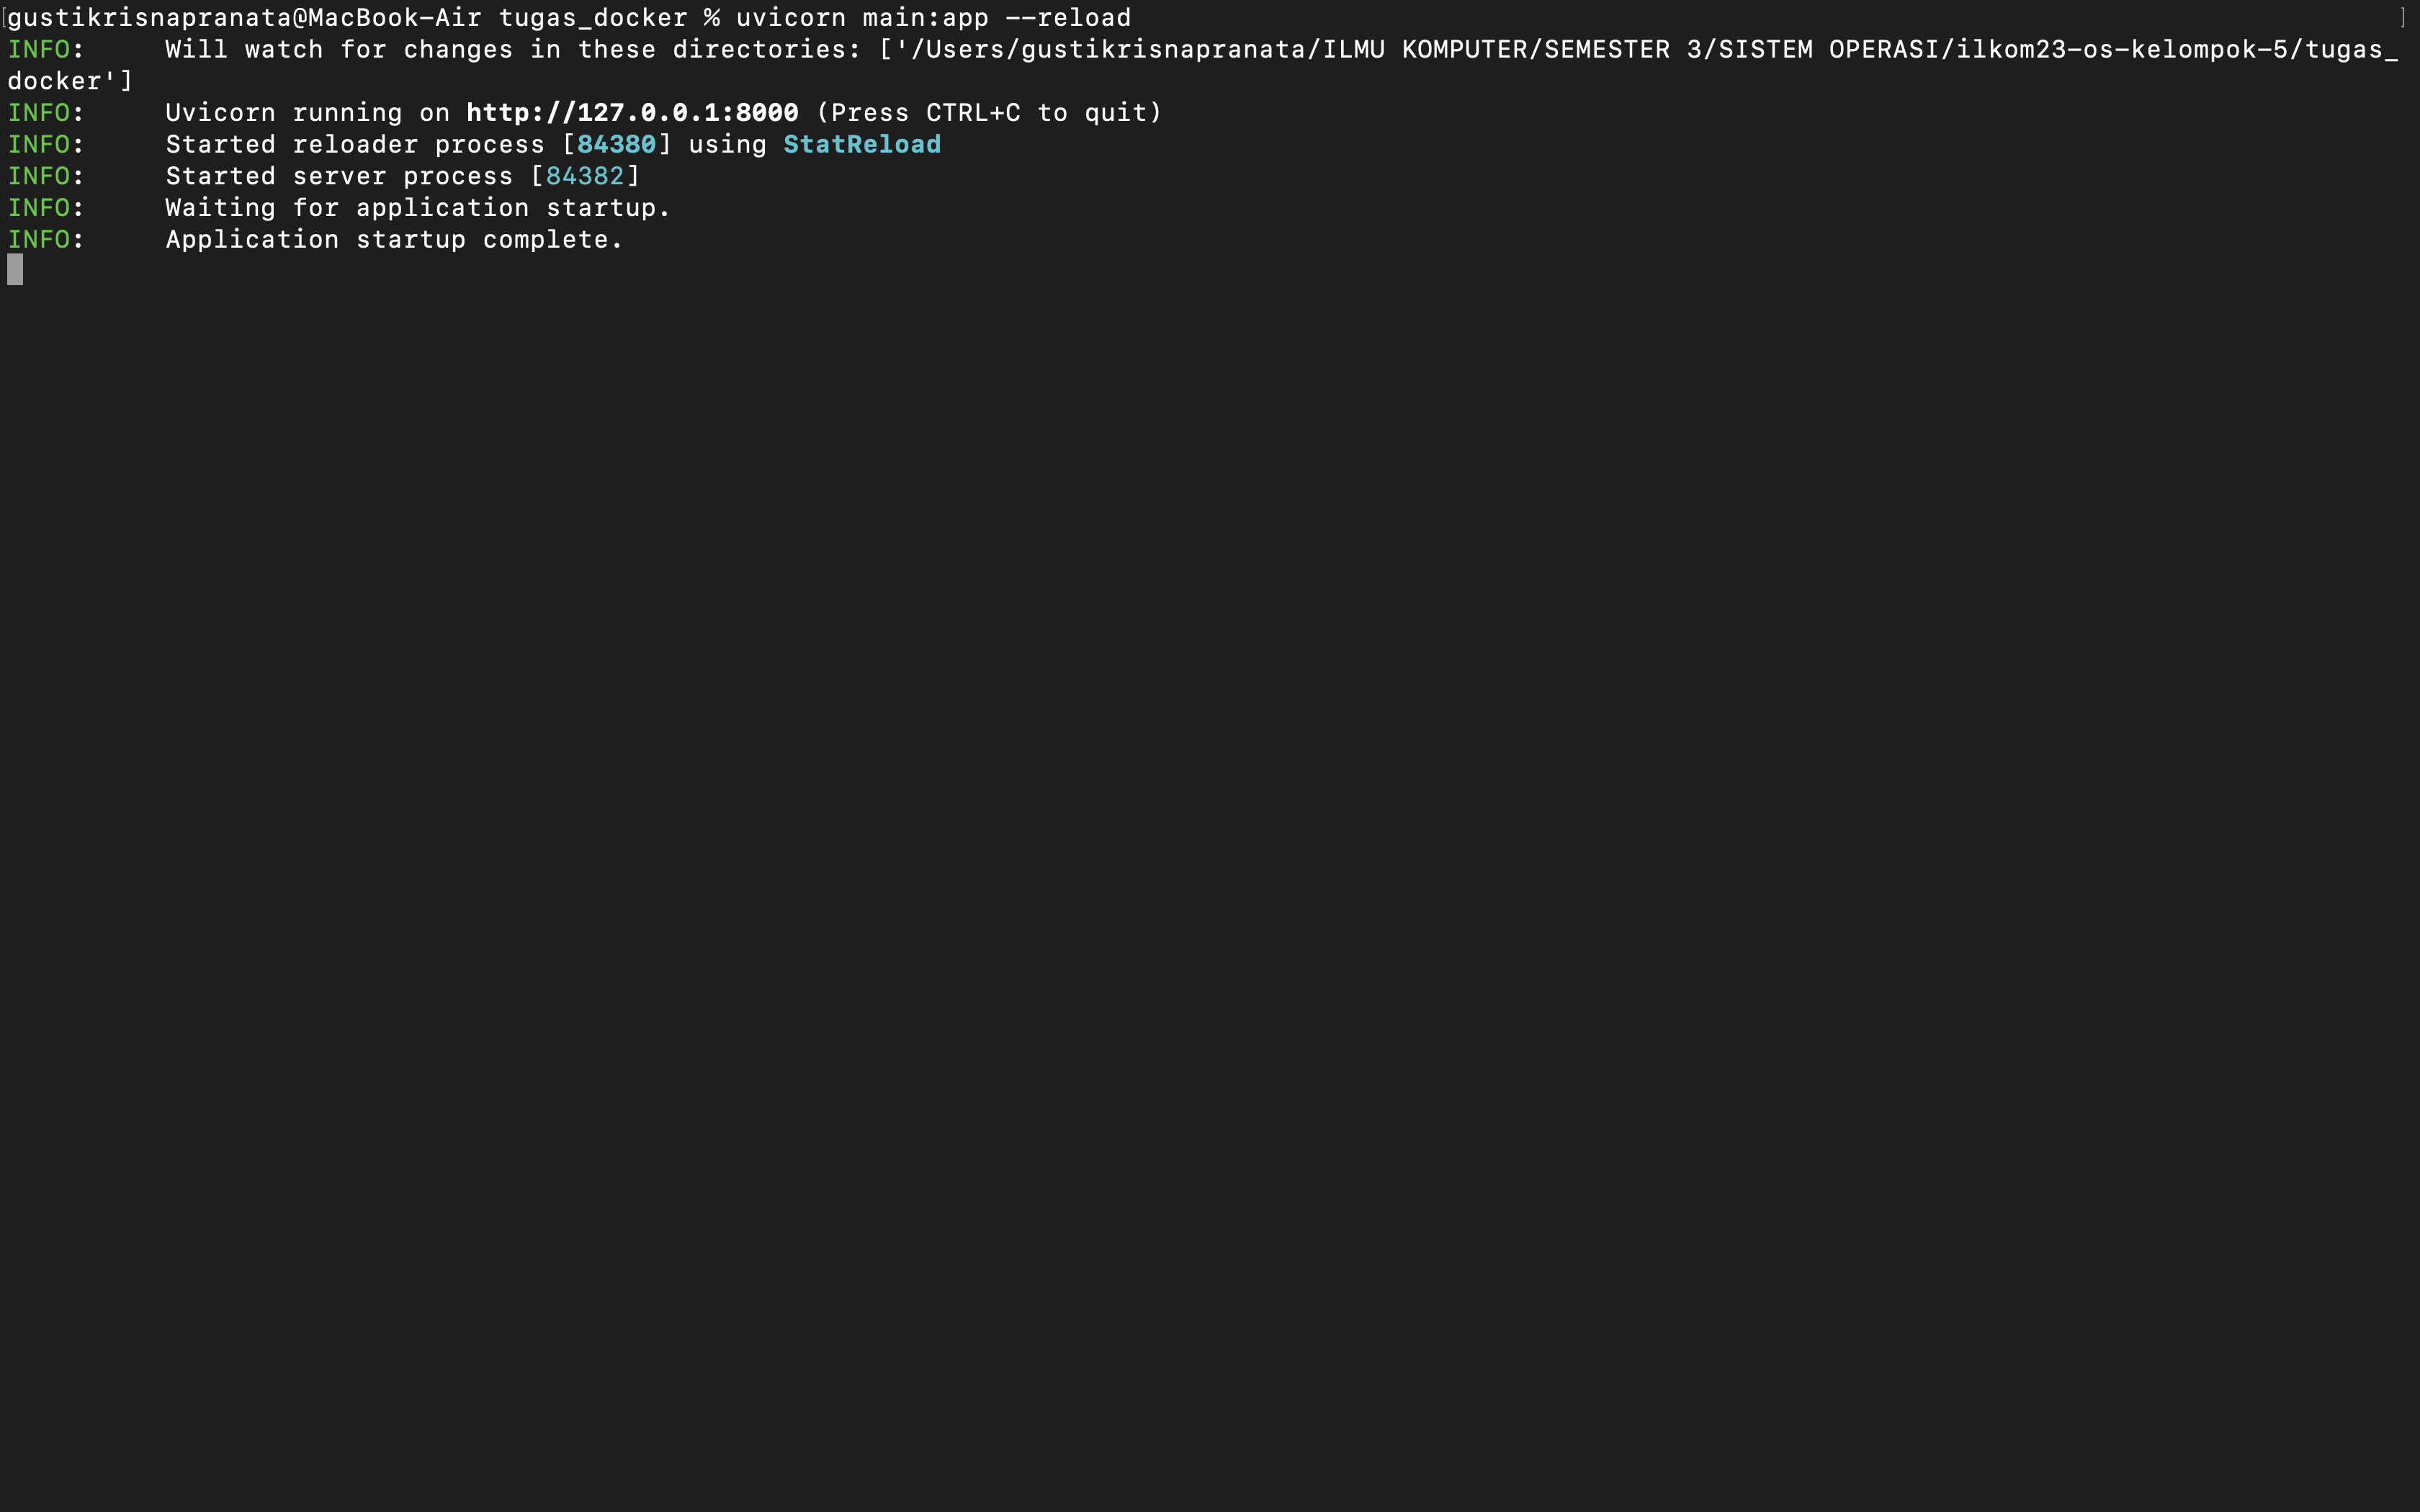 [gustikrisnapranata@MacBook-Air tugas_docker % uvicorn main:app --reload ]
INFO:     Will watch for changes in these directories: ['/Users/gustikrisnapranata/ILMU KOMPUTER/SEMESTER 3/SISTEM OPERASI/ilkom23-os-kelompok-5/tugas_
docker']
INFO:     Uvicorn running on http://127.0.0.1:8000 (Press CTRL+C to quit)
INFO:     Started reloader process [84380] using StatReload
INFO:     Started server process [84382]
INFO:     Waiting for application startup.
INFO:     Application startup complete.